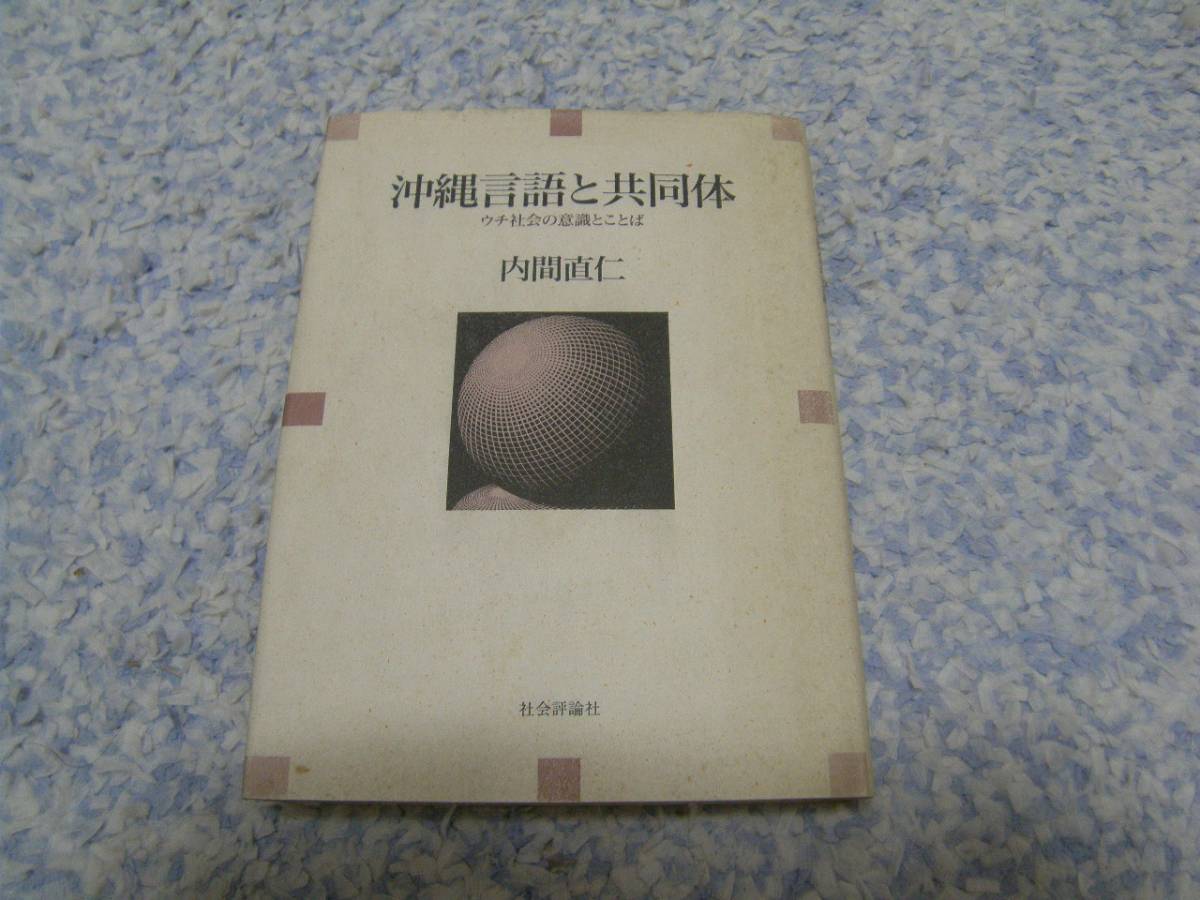 沖縄言語と共同体
ウチ社会の意識とことば
内間直仁
社会評論社